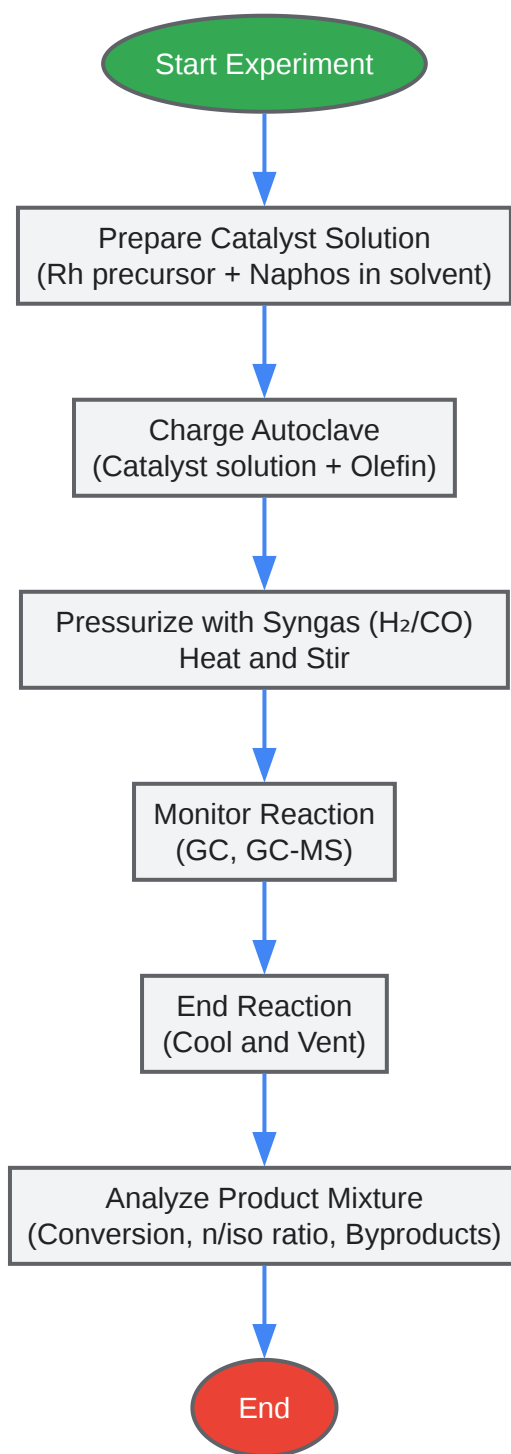 Start Experiment
Prepare Catalyst Solution
(Rh precursor + Naphos in solvent)
Charge Autoclave
(Catalyst solution + Olefin)
Pressurize with Syngas (H₂/CO)
Heat and Stir
Monitor Reaction
(GC, GC-MS)
End Reaction
(Cool and Vent)
Analyze Product Mixture
(Conversion, n/iso ratio, Byproducts)
End